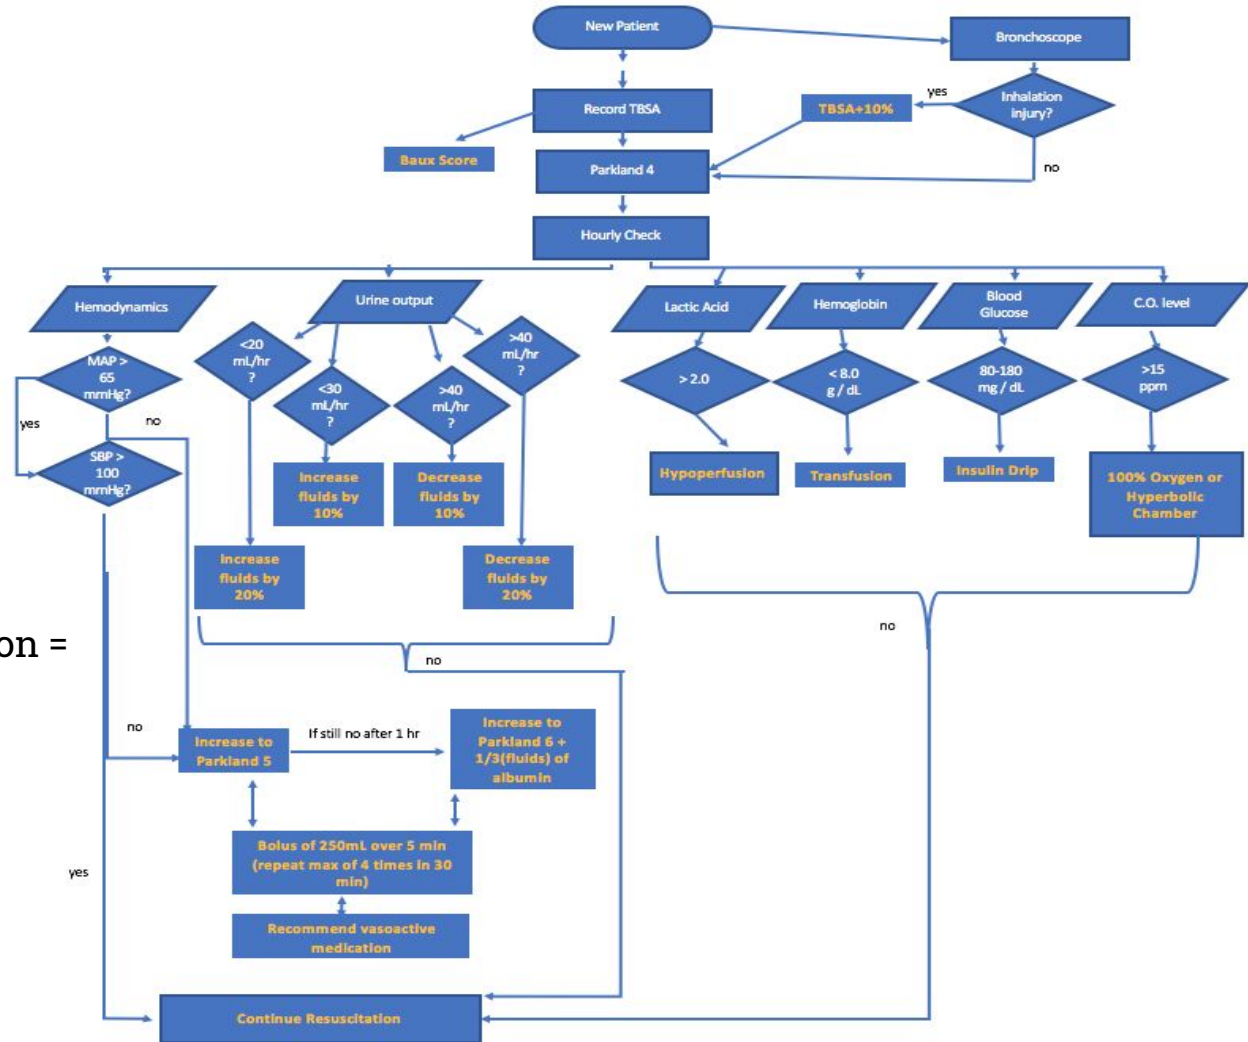 New Patient
Bronchoscope
Record TBSA
TBSA+10%
yes
Inhalation
injury?
Baux Score
Parkland 4
no
Hourly Check
Hemodynamics
Urine output
Lactic Acid
Hemoglobin
Blood
Glucose
C.O. level
MAP >
65
mmHg?
<20
mL/hr
?
<30
mL/hr
?
>40
mL/hr
?
>40
mL/hr
?
> 2.0
< 8.0
g / dL
80-180
mg / dL
>15
ppm
yes
no
SBP >
100
mmHg?
Increase
fluids by
10%
Decrease
fluids by
10%
Hypoperfusion
Transfusion
Insulin Drip
100% Oxygen or
Hyperbolic
Chamber
Increase
fluids by
20%
Decrease
fluids by
20%
on =
no
no
no
Increase to
Parkland 5
If still no after 1 hr
Increase to
Parkland 6 +
1/3(fluids) of
albumin
Bolus of 250mL over 5 min
(repeat max of 4 times in 30
min)
yes
Recommend vasoactive
medication
Continue Resuscitation